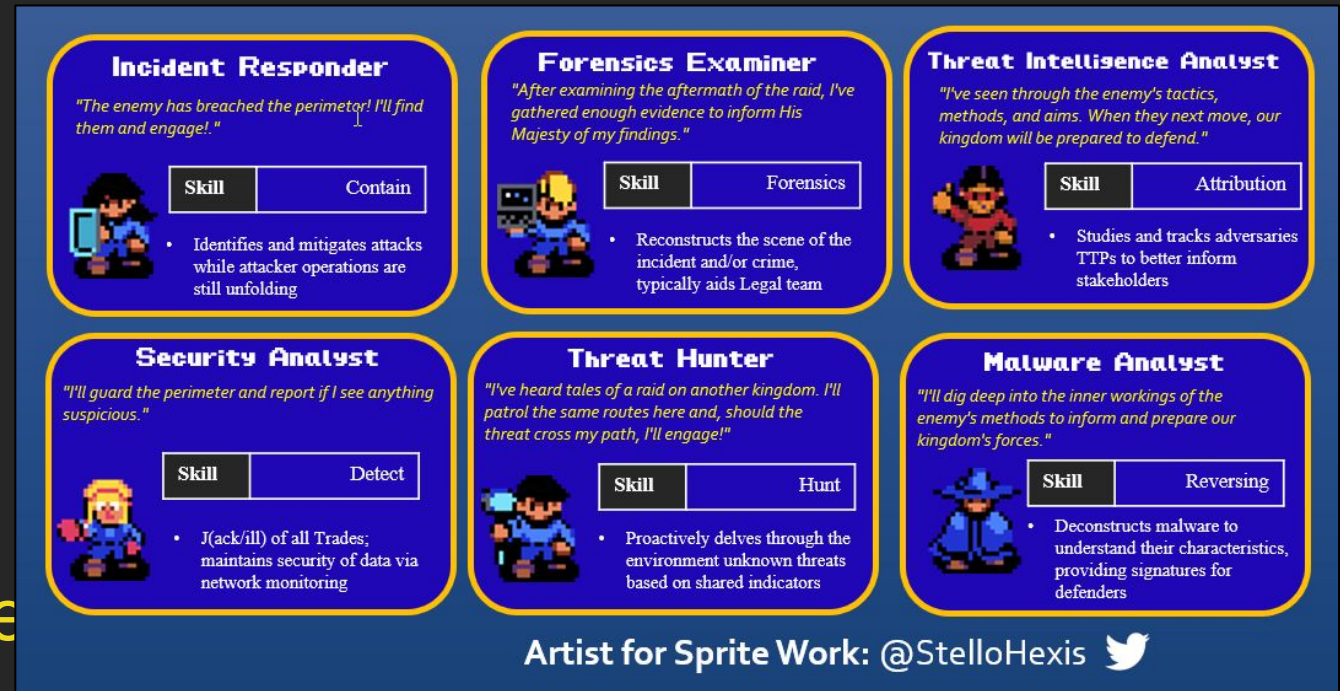 Incident Responder
"The enemy has breached the perimeter! I'll find
them and engage!."
Skill
Contain
• Identifies and mitigates attacks
while attacker operations are
still unfolding
Forensics Examiner
"After examining the aftermath of the raid, I've
gathered enough evidence to inform His
Majesty of my findings."
Skill
Forensics
• Reconstructs the scene of the
incident and/or crime,
typically aids Legal team
Threat Intelligence Analyst
"I've seen through the enemy's tactics,
methods, and aims. When they next move, our
kingdom will be prepared to defend."
Skill
Attribution
• Studies and tracks adversaries
TTPs to better inform
stakeholders
Security Analyst
"I'll guard the perimeter and report if I see anything
suspicious."
Skill
Detect
• J(ack/ill) of all Trades;
maintains security of data via
network monitoring
Threat Hunter
"I've heard tales of a raid on another kingdom. I'll
patrol the same routes here and, should the
threat cross my path, I'll engage!"
Skill
Hunt
• Proactively delves through the
environment unknown threats
based on shared indicators
Malware Analyst
"I'll dig deep into the inner workings of the
enemy's methods to inform and prepare our
kingdom's forces."
Skill
Reversing
• Deconstructs malware to
understand their characteristics,
providing signatures for
defenders
e
Artist for Sprite Work: @StelloHexis